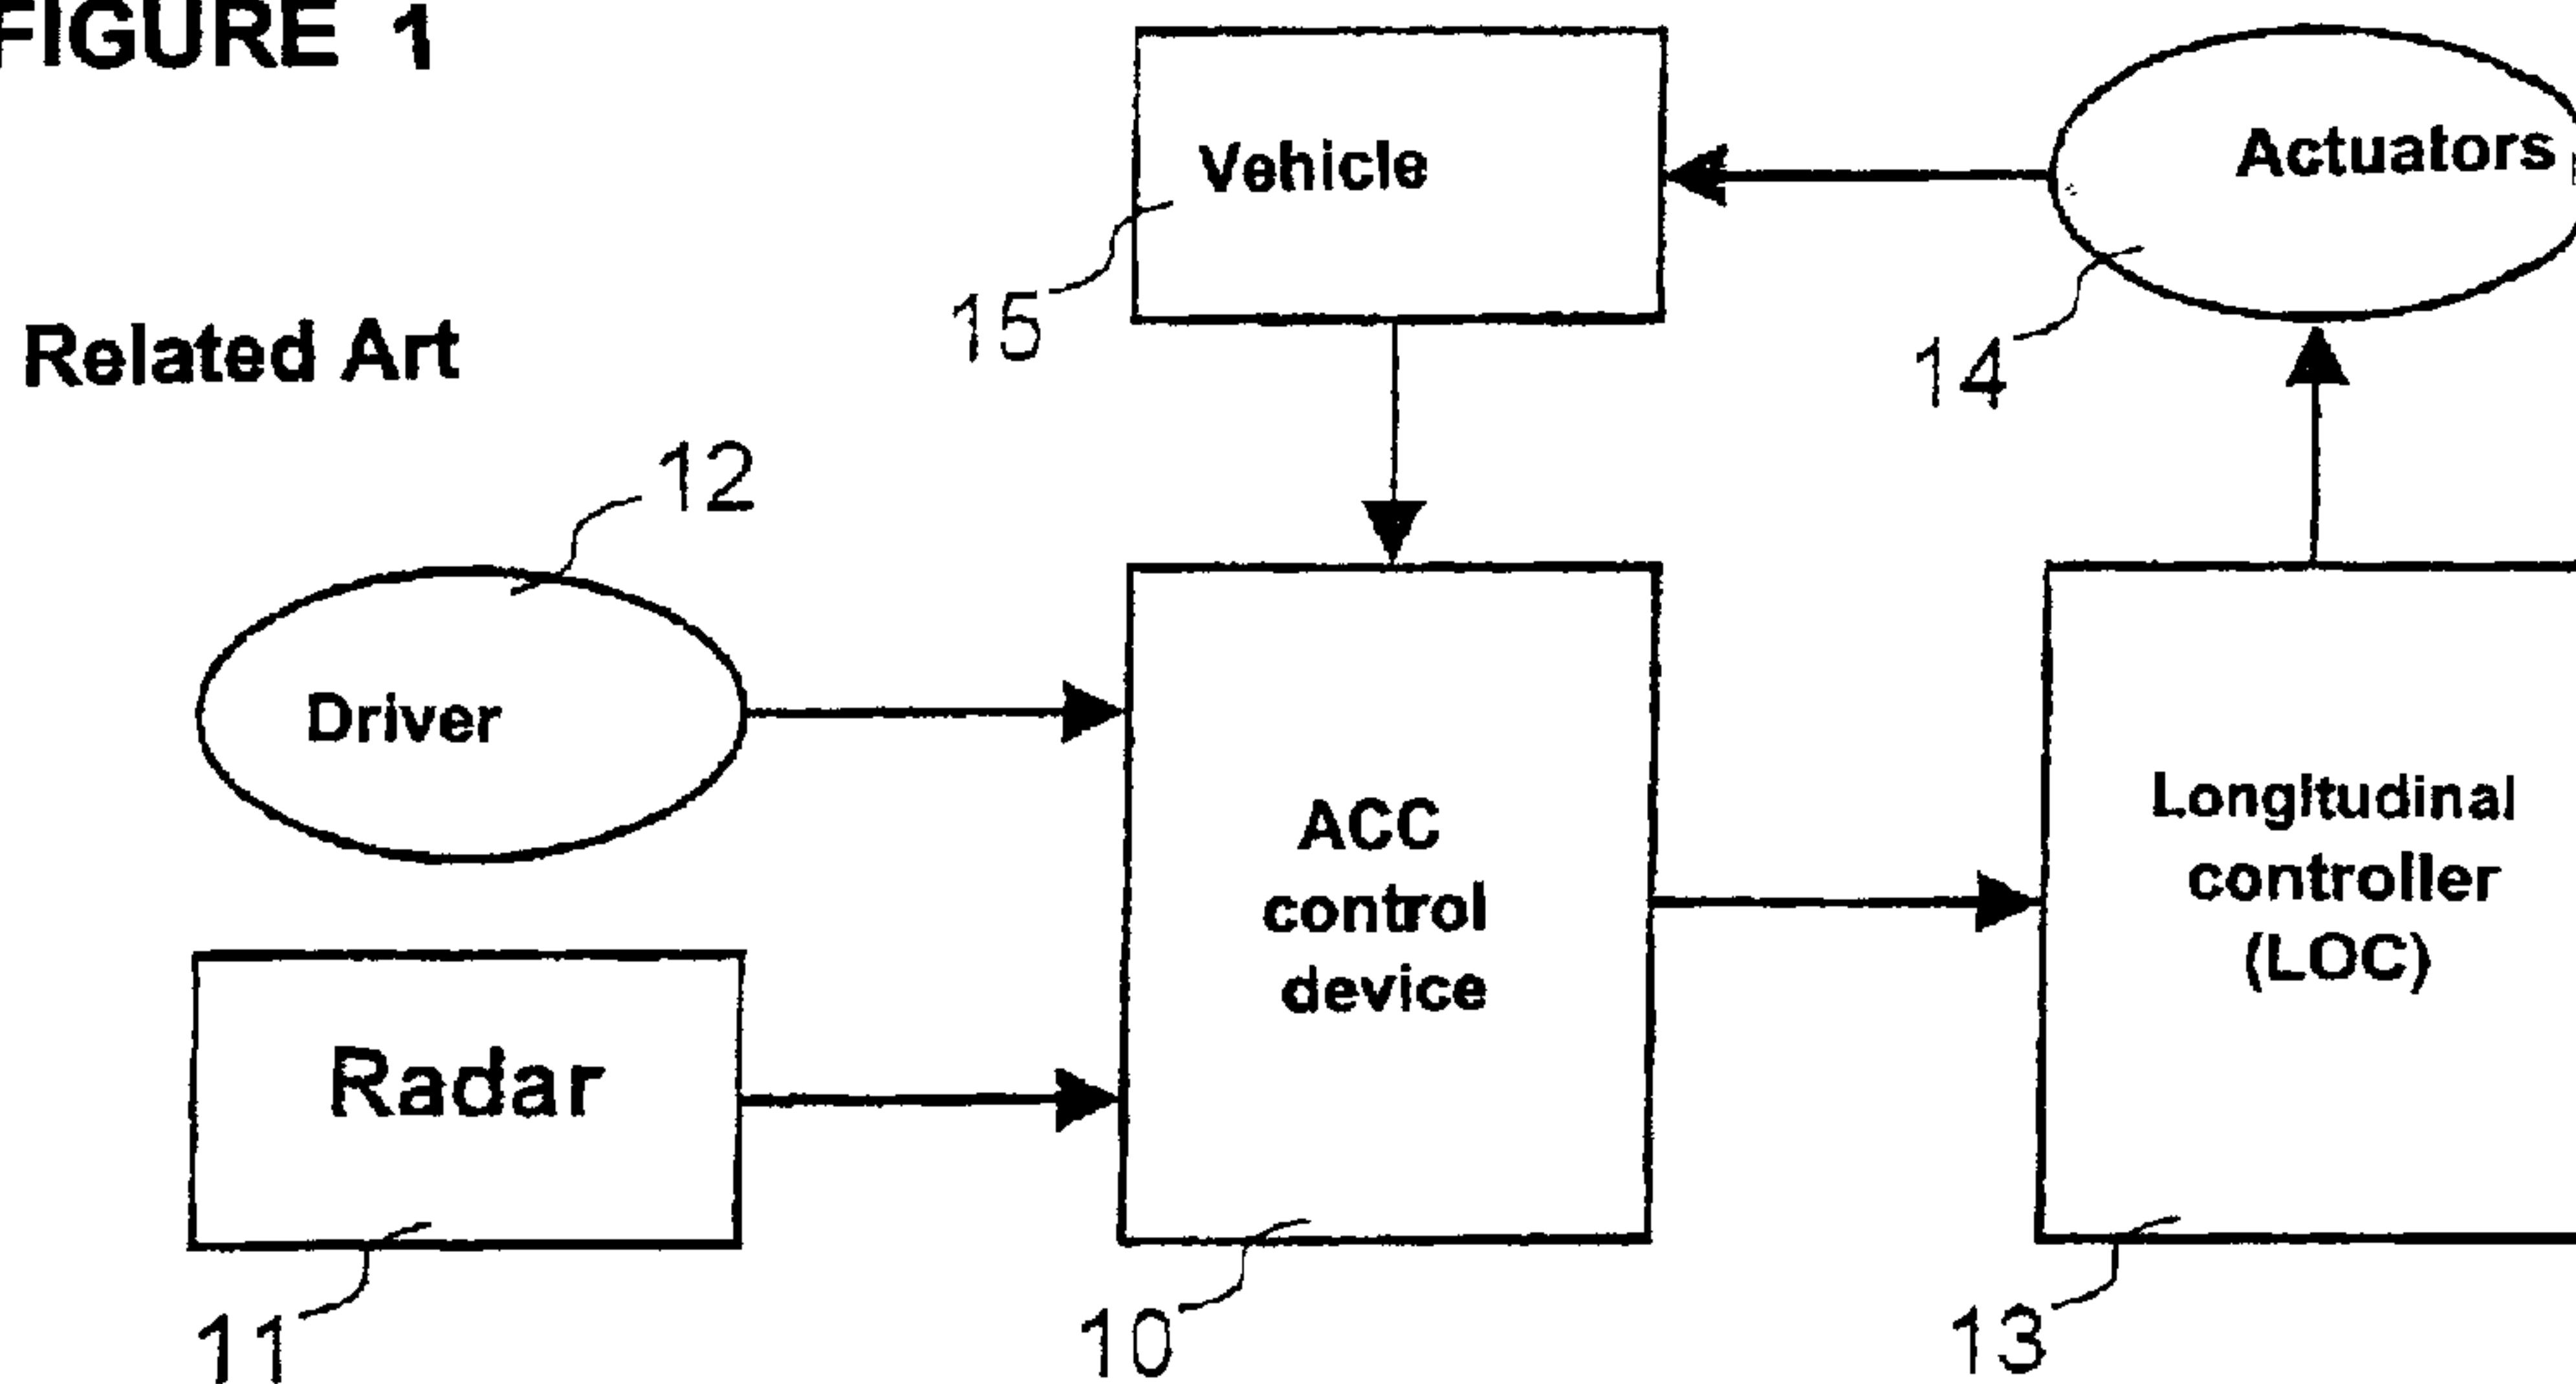 FIGURE 1
Vehicle
Actuators
15
14
Related Art
12
Driver
ACC
control
device
Longitudinal
controller
(LOC)
Radar
11
10
13